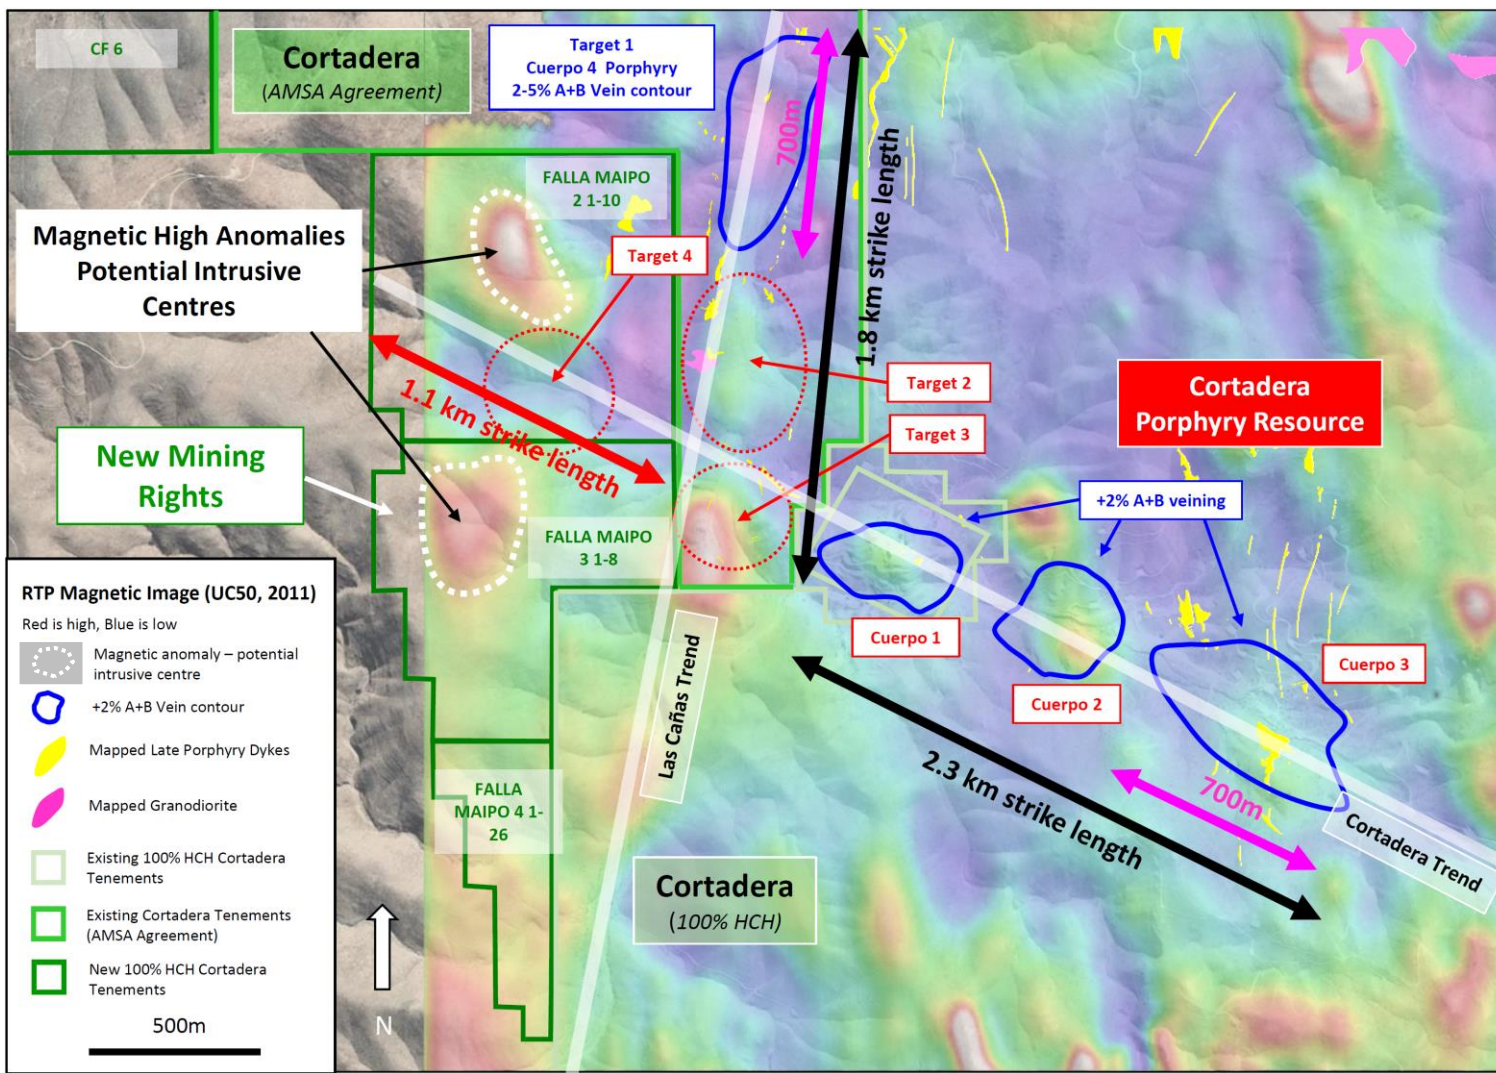 CF 6
Cortadera
(AMSA Agreement)
Target 1
Cuerpo 4 Porphyry
2-5% A+B Vein contour
700m
1.8 km strike length
FALLA MAIPO
2 1-10
Magnetic High Anomalies
Potential Intrusive
Centres
Target 4
Target 2
Target 3
1.1 km strike length
Cortadera
Porphyry Resource
New Mining
Rights
+2% A+B veining
FALLA MAIPO
3 1-8
Cuerpo 1
Cuerpo 2
Cuerpo 3
Las Cañas Trend
2.3 km strike length
700m
Cortadera Trend
FALLA
MAIPO 4 1-
26
Cortadera
(100% HCH)
RTP Magnetic Image (UC50, 2011)
Red is high, Blue is low
Magnetic anomaly – potential
intrusive centre
+2% A+B Vein contour
Mapped Late Porphyry Dykes
Mapped Granodiorite
Existing 100% HCH Cortadera
Tenements
Existing Cortadera Tenements
(AMSA Agreement)
New 100% HCH Cortadera
Tenements
500m
N